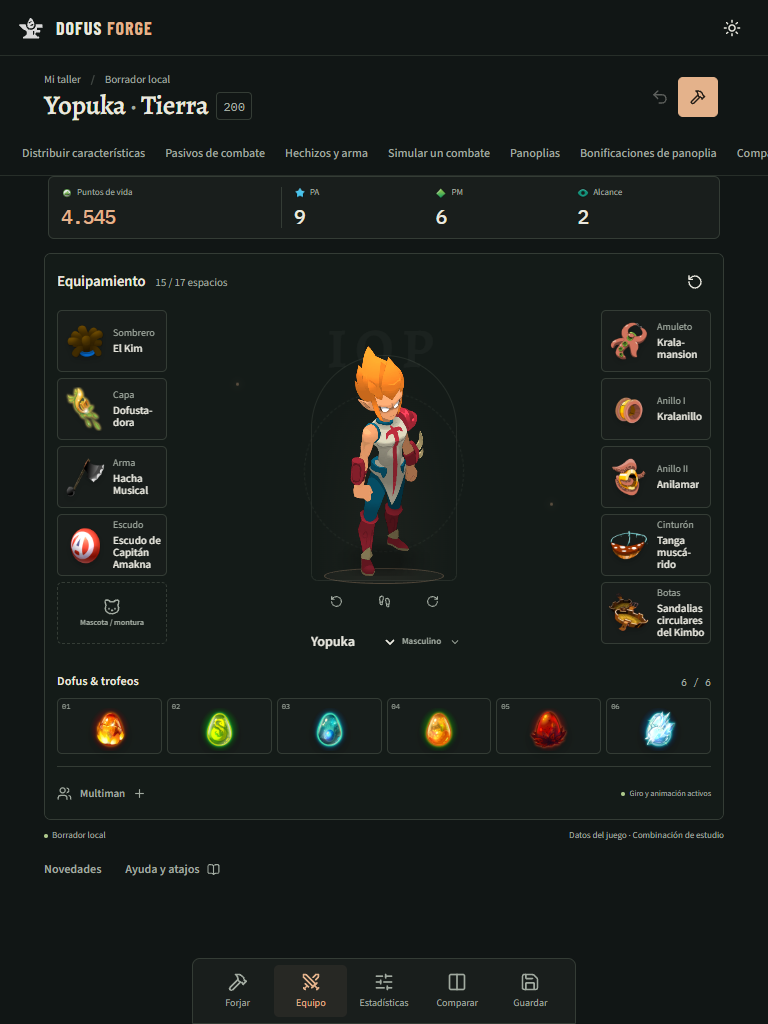 DOFUS FORGE
Mi taller / Borrador local
Yopuka · Tierra 200
Distribuir características Pasivos de combate Hechizos y arma Simular un combate Panoplias Bonificaciones de panoplia Comp
Puntos de vida PA PM Alcance
4.545 9 6 2
Equipamiento 15 / 17 espacios
IOP
Sombrero
El Kim
Capa
Dofusta-
dora
Arma
Hacha
Musical
Escudo
Escudo de
Capitán
Amakna
Mascota / montura
Amuleto
Krala-
mansion
Anillo I
Kralanillo
Anillo II
Anilamar
Cinturón
Tanga
muscá-
rido
Botas
Sandalias
circulares
del Kimbo
Yopuka Masculino
Dofus & trofeos 6 / 6
01 02 03 04 05 06
Multiman Giro y animación activos
Borrador local Datos del juego · Combinación de estudio
Novedades Ayuda y atajos
Forjar Equipo Estadísticas Comparar Guardar